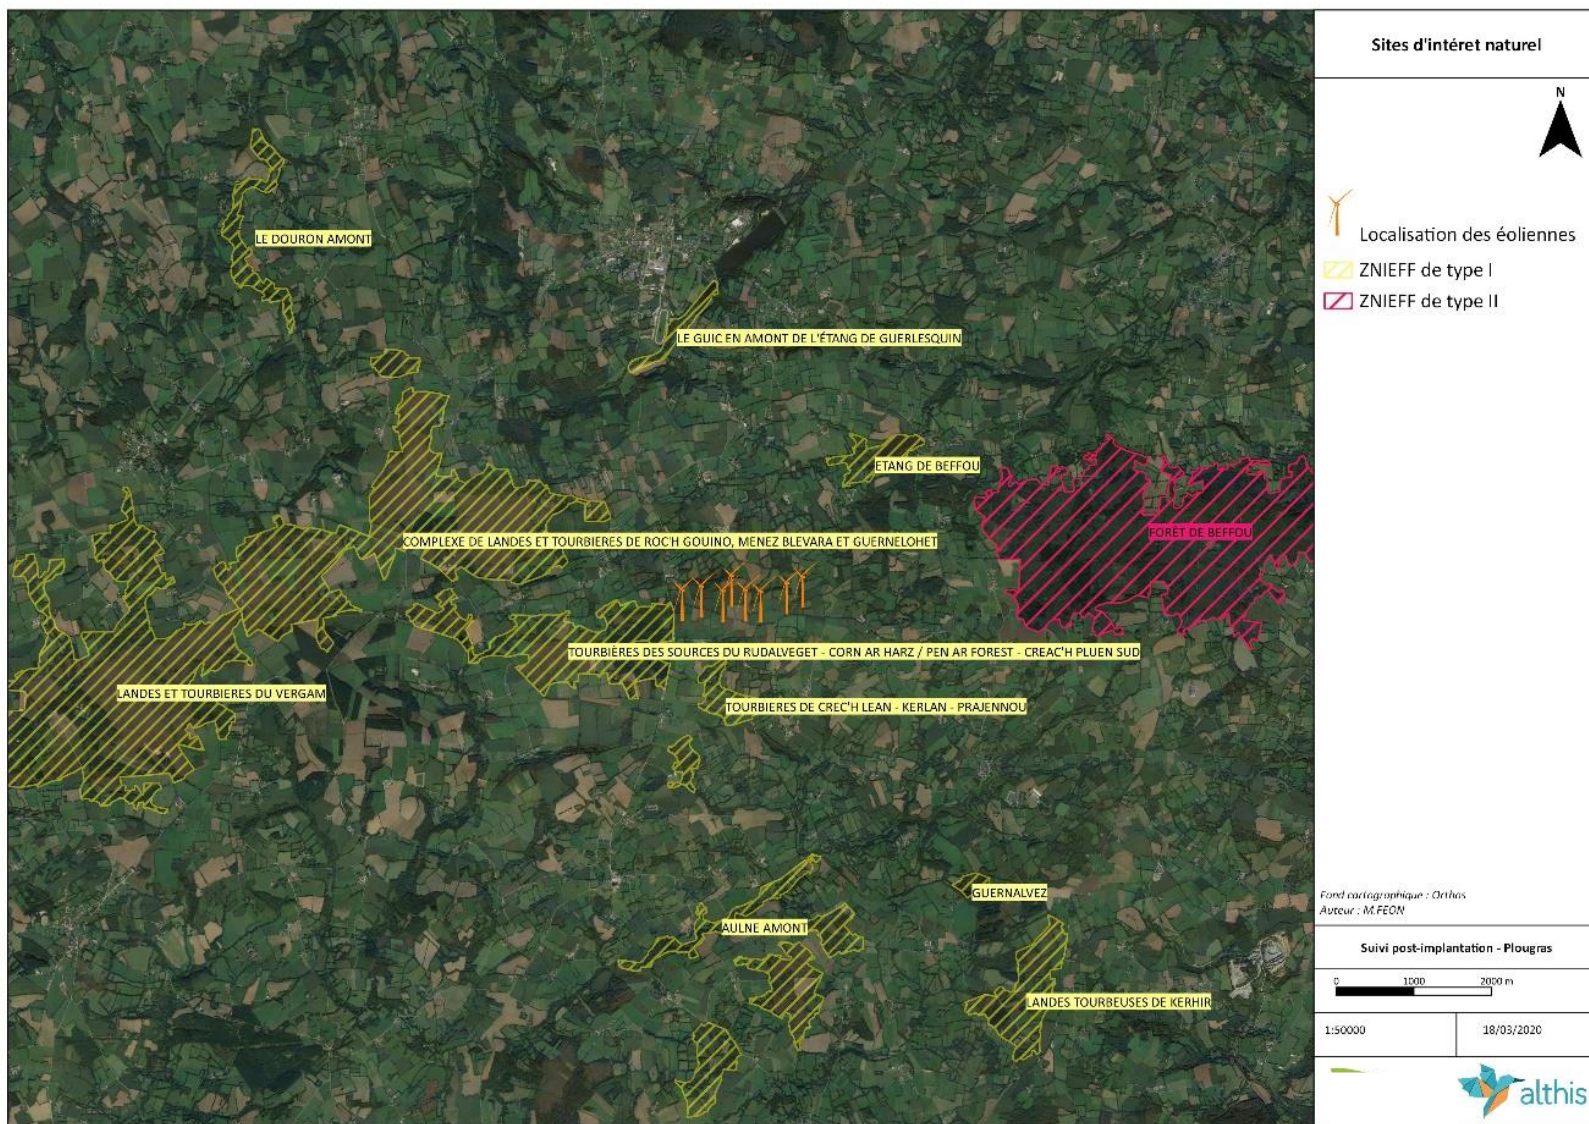 Sites d'intéret naturel
N
Localisation des éoliennes
ZNIEFF de type I
ZNIEFF de type II
LE DOURON AMONT
LE GUIC EN AMONT DE L'ÉTANG DE GUERLESQUIN
ETANG DE BEFFOU
FORÊT DE BEFFOU
COMPLEXE DE LANDES ET TOURBIERES DE ROC'H GOUINO, MENEZ BLEVARA ET GUERNELOHET
TOURBIÈRES DES SOURCES DU RUDALVEGET - CORN AR HARZ / PEN AR FOREST - CREAC'H PLUEN SUD
LANDES ET TOURBIERES DU VERGAM
TOURBIERES DE CREC'H LEAN - KERLAN - PRAJENNOU
GUERNALVEZ
AULNE AMONT
LANDES TOURBEUSES DE KERHIR
Fond cartographique : Orthos
Auteur : M.FEON
Suivi post-implantation - Plougras
0 1000 2000 m
1:50000
18/03/2020
althis